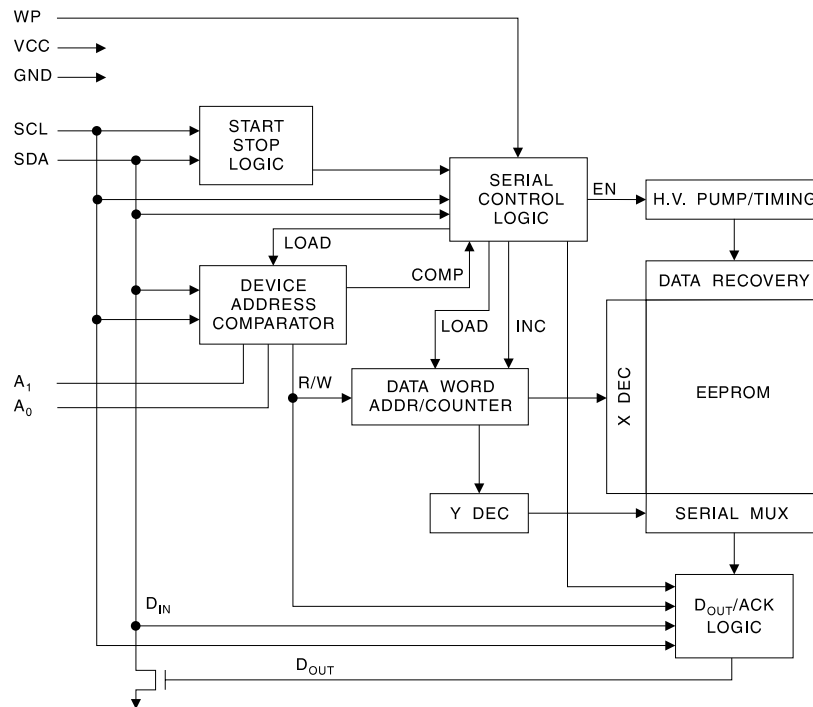 WP
VCC
GND
SCL
SDA
START
STOP
LOGIC
SERIAL
CONTROL
LOGIC
EN
H.V. PUMP/TIMING
LOAD
COMP
DEVICE
ADDRESS
COMPARATOR
DATA RECOVERY
LOAD
INC
A1
A0
R/W
DATA WORD
ADDR/COUNTER
X DEC
EEPROM
Y DEC
SERIAL MUX
DIN
DOUT/ACK
LOGIC
DOUT